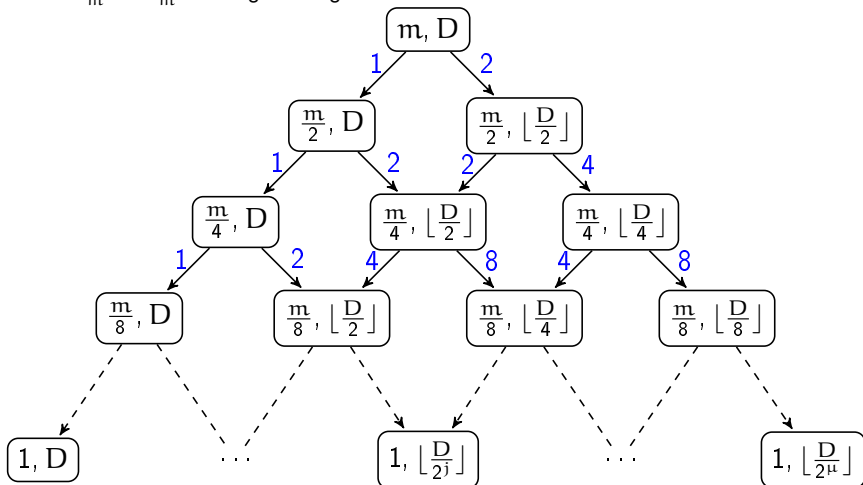 m, D
1 2
m/2, D m/2, ⌊D/2⌋
1 2 2 4
m/4, D m/4, ⌊D/2⌋ m/4, ⌊D/4⌋
1 2 4 8 4 8
m/8, D m/8, ⌊D/2⌋ m/8, ⌊D/4⌋ m/8, ⌊D/8⌋
1, D ... 1, ⌊D/2^j⌋ ... 1, ⌊D/2^μ⌋